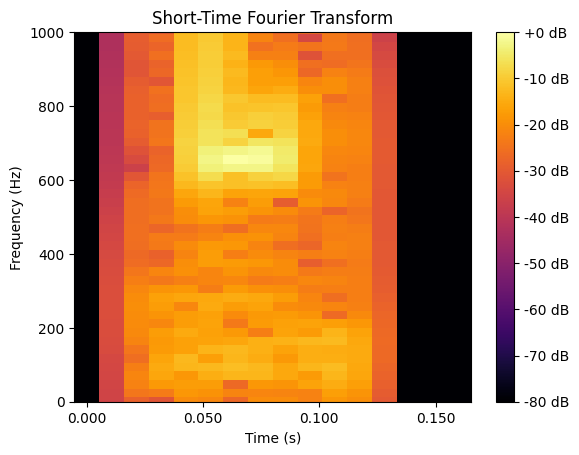 Short-Time Fourier Transform
1000
800
600
400
200
0
Frequency (Hz)
0.000
0.050
0.100
0.150
Time (s)
+0 dB
-10 dB
-20 dB
-30 dB
-40 dB
-50 dB
-60 dB
-70 dB
-80 dB